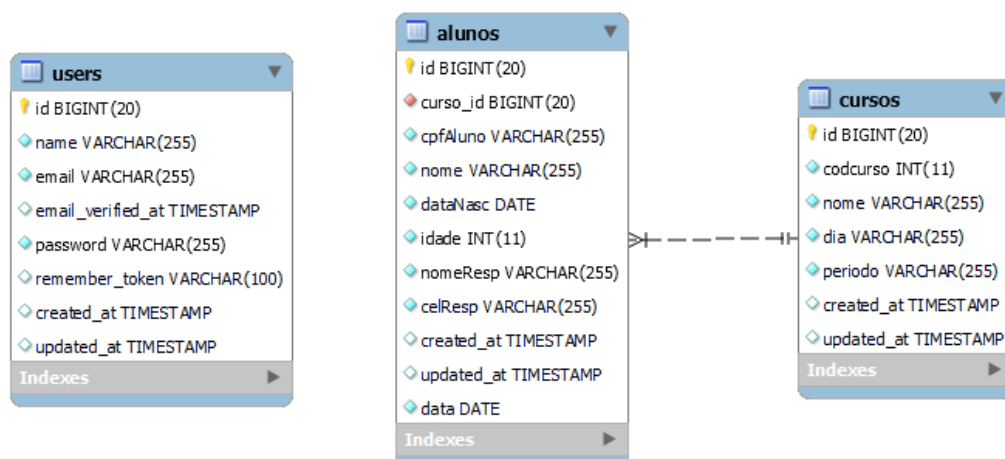 users
id BIGINT(20)
name VARCHAR(255)
email VARCHAR(255)
email_verified_at TIMESTAMP
password VARCHAR(255)
remember_token VARCHAR(100)
created_at TIMESTAMP
updated_at TIMESTAMP
Indexes
alunos
id BIGINT(20)
curso_id BIGINT(20)
cpfAluno VARCHAR(255)
nome VARCHAR(255)
dataNasc DATE
idade INT(11)
nomeResp VARCHAR(255)
celResp VARCHAR(255)
created_at TIMESTAMP
updated_at TIMESTAMP
data DATE
Indexes
cursos
id BIGINT(20)
codcurso INT(11)
nome VARCHAR(255)
dia VARCHAR(255)
periodo VARCHAR(255)
created_at TIMESTAMP
updated_at TIMESTAMP
Indexes